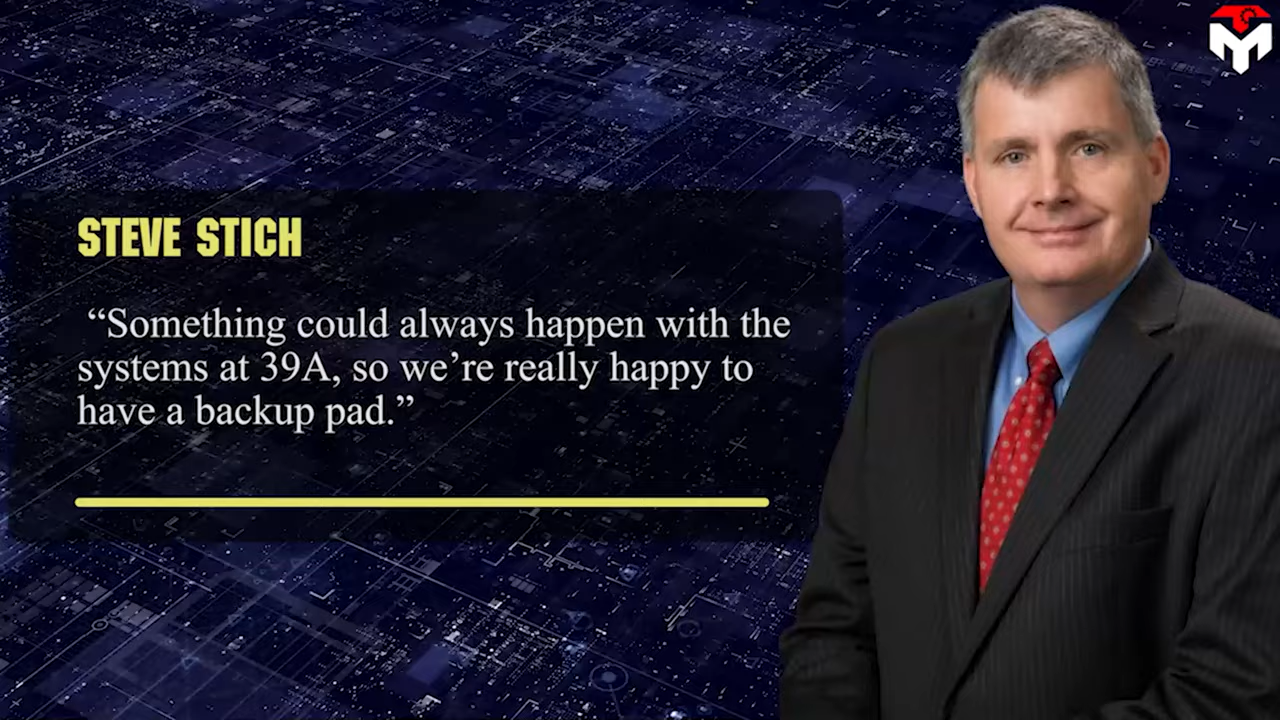 STEVE STICH
“Something could always happen with the
systems at 39A, so we’re really happy to
have a backup pad.”